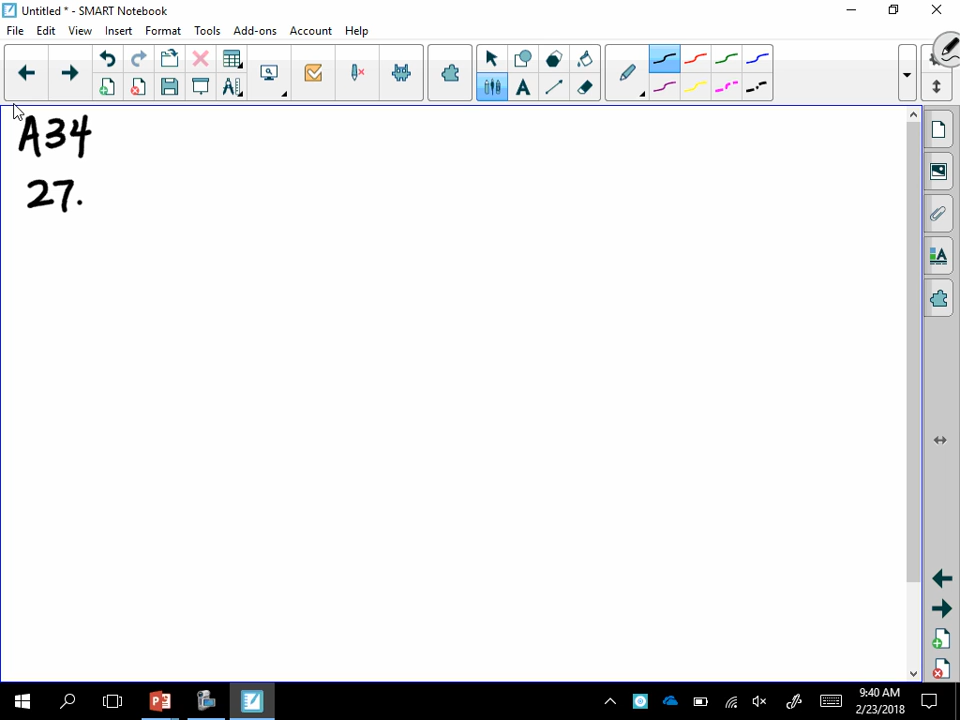 Untitled * - SMART Notebook
File Edit View Insert Format Tools Add-ons Account Help
A34
27.
9:40 AM
2/23/2018